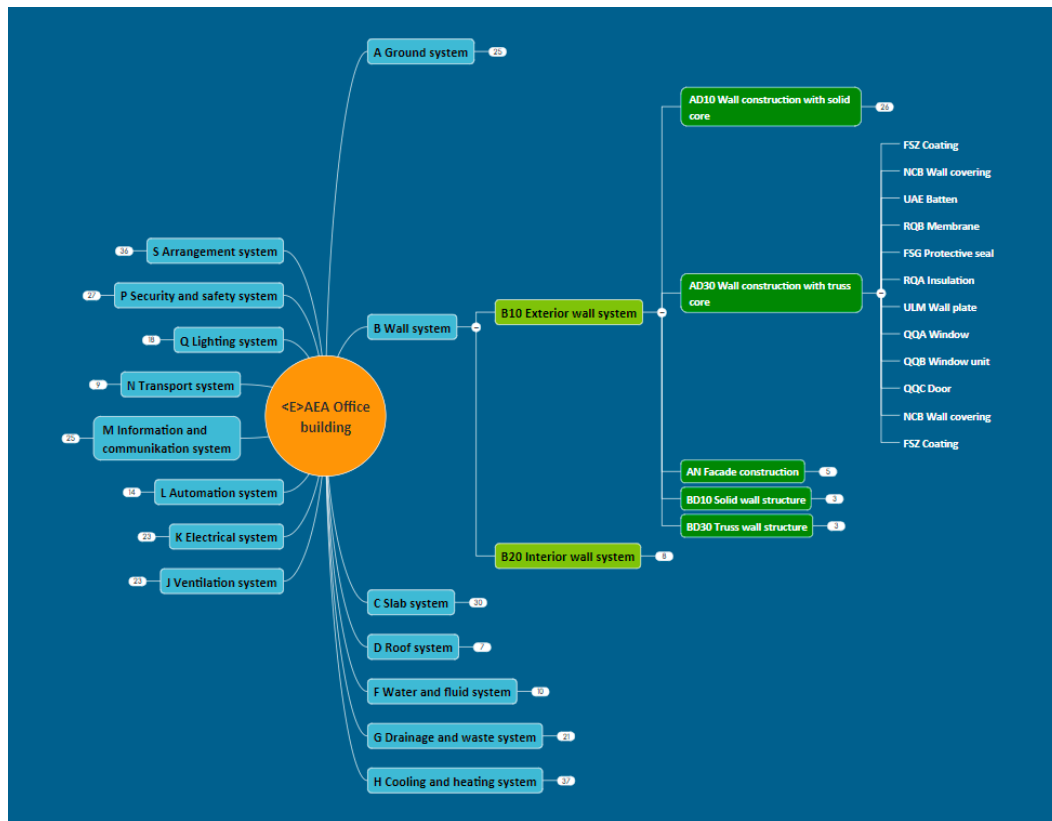 A Ground system
25
AD10 Wall construction with solid
core
26
FSZ Coating
NCB Wall covering
UAE Batten
RQB Membrane
FSG Protective seal
RQA Insulation
ULM Wall plate
QQA Window
QQB Window unit
QQC Door
NCB Wall covering
FSZ Coating
AD30 Wall construction with truss
core
B10 Exterior wall system
B Wall system
AN Facade construction
5
BD10 Solid wall structure
3
BD30 Truss wall structure
3
B20 Interior wall system
8
36
S Arrangement system
27
P Security and safety system
18
Q Lighting system
9
N Transport system
25
M Information and
communikation system
14
L Automation system
23
K Electrical system
23
J Ventilation system
<E>AEA Office
building
C Slab system
30
D Roof system
7
F Water and fluid system
10
G Drainage and waste system
21
H Cooling and heating system
37